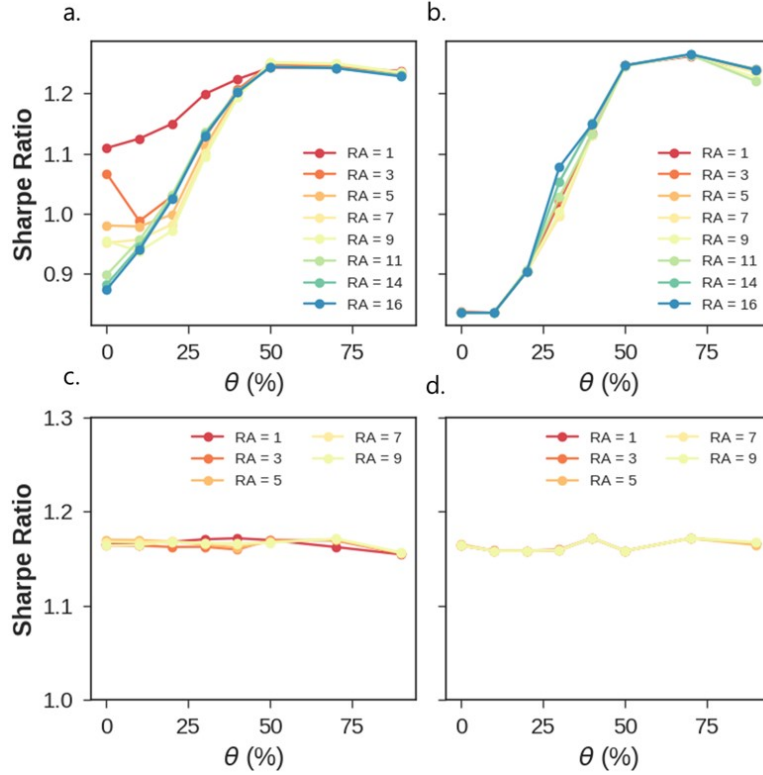 a.
b.
Sharpe Ratio
1.2
1.1
1.0
0.9
RA = 1
RA = 3
RA = 5
RA = 7
RA = 9
RA = 11
RA = 14
RA = 16
RA = 1
RA = 3
RA = 5
RA = 7
RA = 9
RA = 11
RA = 14
RA = 16
0 25 50 75
0 25 50 75
θ (%)
θ (%)
c.
d.
Sharpe Ratio
1.3
1.2
1.1
1.0
RA = 1 RA = 7
RA = 3 RA = 9
RA = 5
RA = 1 RA = 7
RA = 3 RA = 9
RA = 5
0 25 50 75
0 25 50 75
θ (%)
θ (%)